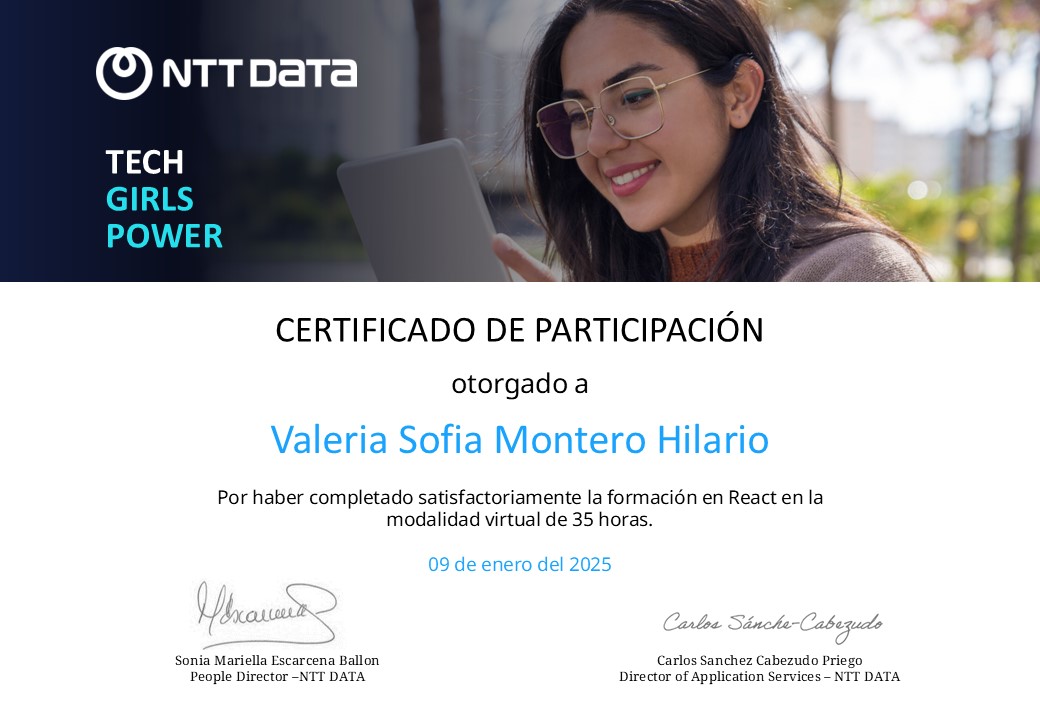 NTT DATA
TECH
GIRLS
POWER
CERTIFICADO DE PARTICIPACIÓN
otorgado a
Valeria Sofia Montero Hilario
Por haber completado satisfactoriamente la formación en React en la
modalidad virtual de 35 horas.
09 de enero del 2025
Carlos Sánche-Cabezudo
Sonia Mariella Escarcena Ballon
People Director –NTT DATA
Carlos Sanchez Cabezudo Priego
Director of Application Services – NTT DATA